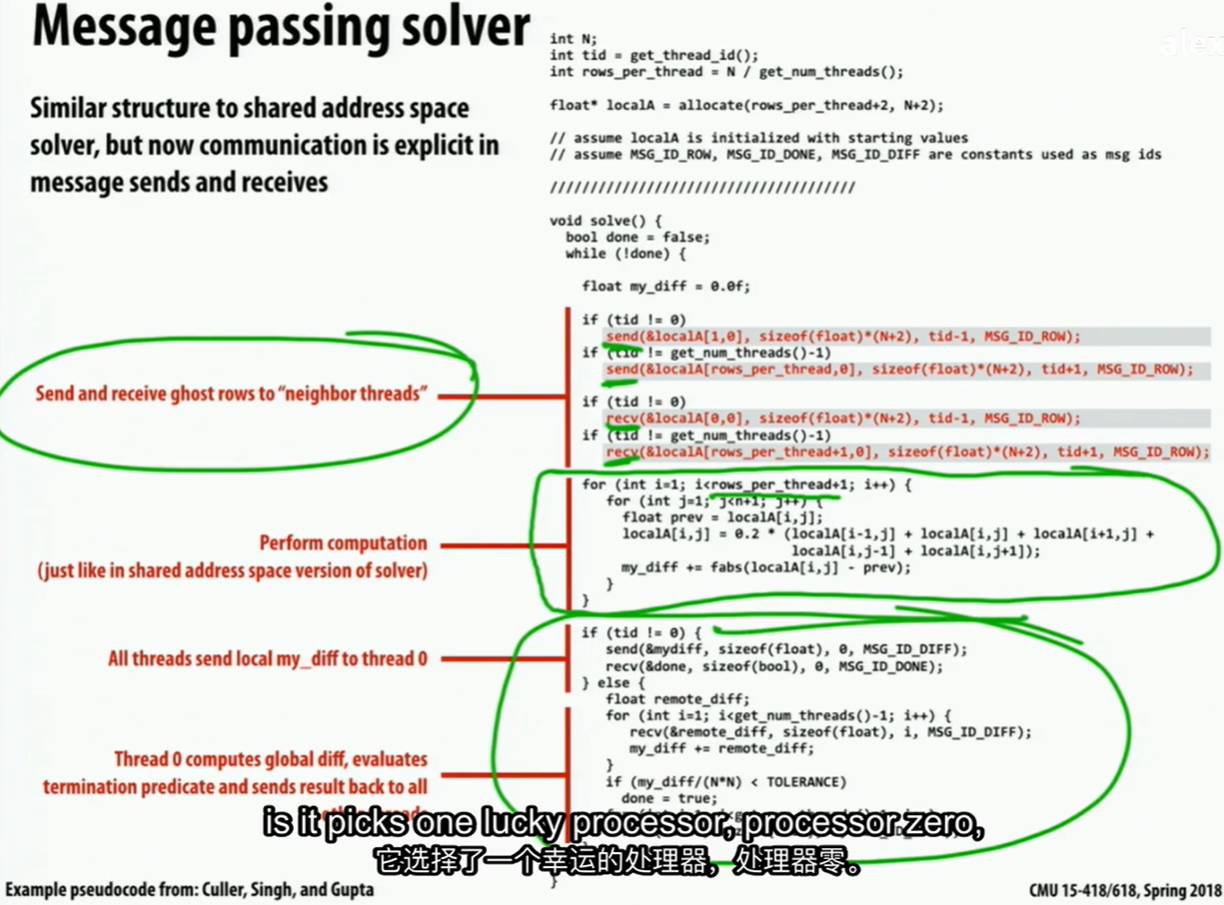 Message passing solver
alex
Similar structure to shared address space
solver, but now communication is explicit in
message sends and receives
int N;
int tid = get_thread_id();
int rows_per_thread = N / get_num_threads();
float* localA = allocate(rows_per_thread+2, N+2);
// assume localA is initialized with starting values
// assume MSG_ID_ROW, MSG_ID_DONE, MSG_ID_DIFF are constants used as msg ids
//////////////////////////////////////
void solve() {
bool done = false;
while (!done) {
float my_diff = 0.0f;
Send and receive ghost rows to “neighbor threads”
if (tid != 0)
send(&localA[1,0], sizeof(float)*(N+2), tid-1, MSG_ID_ROW);
if (tid != get_num_threads()-1)
send(&localA[rows_per_thread,0], sizeof(float)*(N+2), tid+1, MSG_ID_ROW);
if (tid != 0)
recv(&localA[0,0], sizeof(float)*(N+2), tid-1, MSG_ID_ROW);
if (tid != get_num_threads()-1)
recv(&localA[rows_per_thread+1,0], sizeof(float)*(N+2), tid+1, MSG_ID_ROW);
Perform computation
(just like in shared address space version of solver)
for (int i=1; i<rows_per_thread+1; i++) {
for (int j=1; j<n+1; j++) {
float prev = localA[i,j];
localA[i,j] = 0.2 * (localA[i-1,j] + localA[i,j] + localA[i+1,j] +
localA[i,j-1] + localA[i,j+1]);
my_diff += fabs(localA[i,j] - prev);
}
}
All threads send local my_diff to thread 0
if (tid != 0) {
send(&mydiff, sizeof(float), 0, MSG_ID_DIFF);
recv(&done, sizeof(bool), 0, MSG_ID_DONE);
} else {
Thread 0 computes global diff, evaluates
termination predicate and sends result back to all
float remote_diff;
for (int i=1; i<get_num_threads()-1; i++) {
recv(&remote_diff, sizeof(float), i, MSG_ID_DIFF);
my_diff += remote_diff;
}
if (my_diff/(N*N) < TOLERANCE)
done = true;
is it picks one lucky processor, processor zero,
它选择了一个幸运的处理器，处理器零。
}
Example pseudocode from: Culler, Singh, and Gupta
CMU 15-418/618, Spring 2018